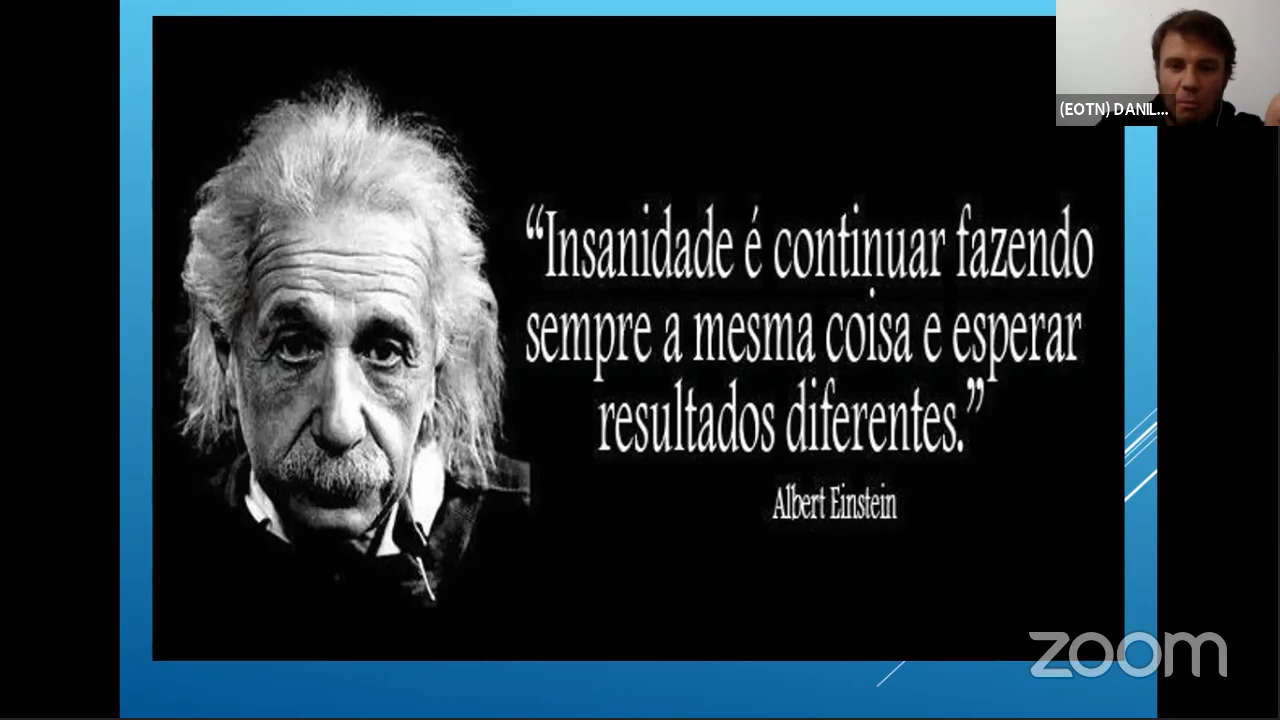 (EOTN) DANIL...
“Insanidade é continuar fazendo
sempre a mesma coisa e esperar
resultados diferentes.”
Albert Einstein
zoom